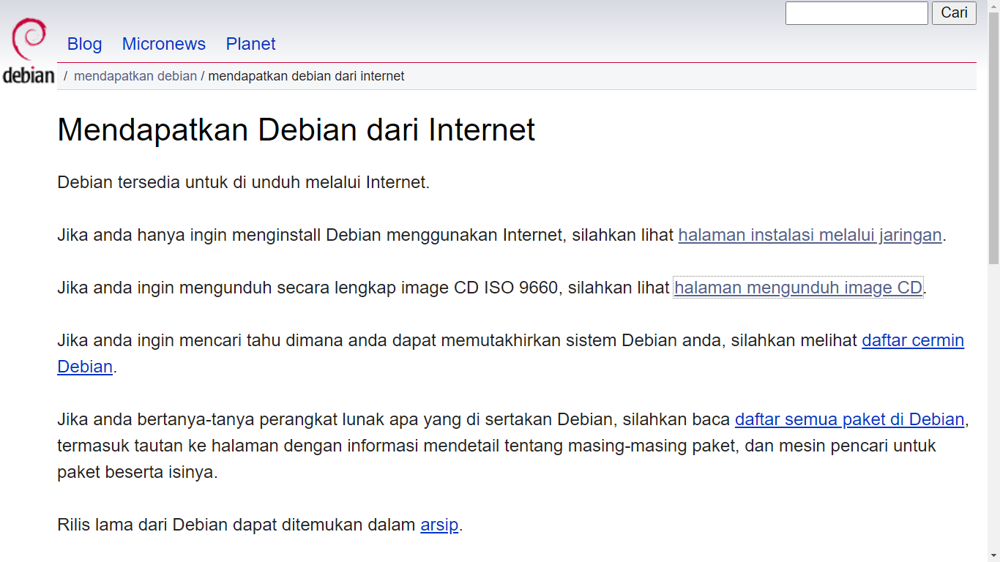 Cari
Blog Micronews Planet
debian / mendapatkan debian / mendapatkan debian dari internet
Mendapatkan Debian dari Internet
Debian tersedia untuk di unduh melalui Internet.
Jika anda hanya ingin menginstall Debian menggunakan Internet, silahkan lihat halaman instalasi melalui jaringan.
Jika anda ingin mengunduh secara lengkap image CD ISO 9660, silahkan lihat halaman mengunduh image CD.
Jika anda ingin mencari tahu dimana anda dapat memutakhirkan sistem Debian anda, silahkan melihat daftar cermin
Debian.
Jika anda bertanya-tanya perangkat lunak apa yang di sertakan Debian, silahkan baca daftar semua paket di Debian,
termasuk tautan ke halaman dengan informasi mendetail tentang masing-masing paket, dan mesin pencari untuk
paket beserta isinya.
Rilis lama dari Debian dapat ditemukan dalam arsip.